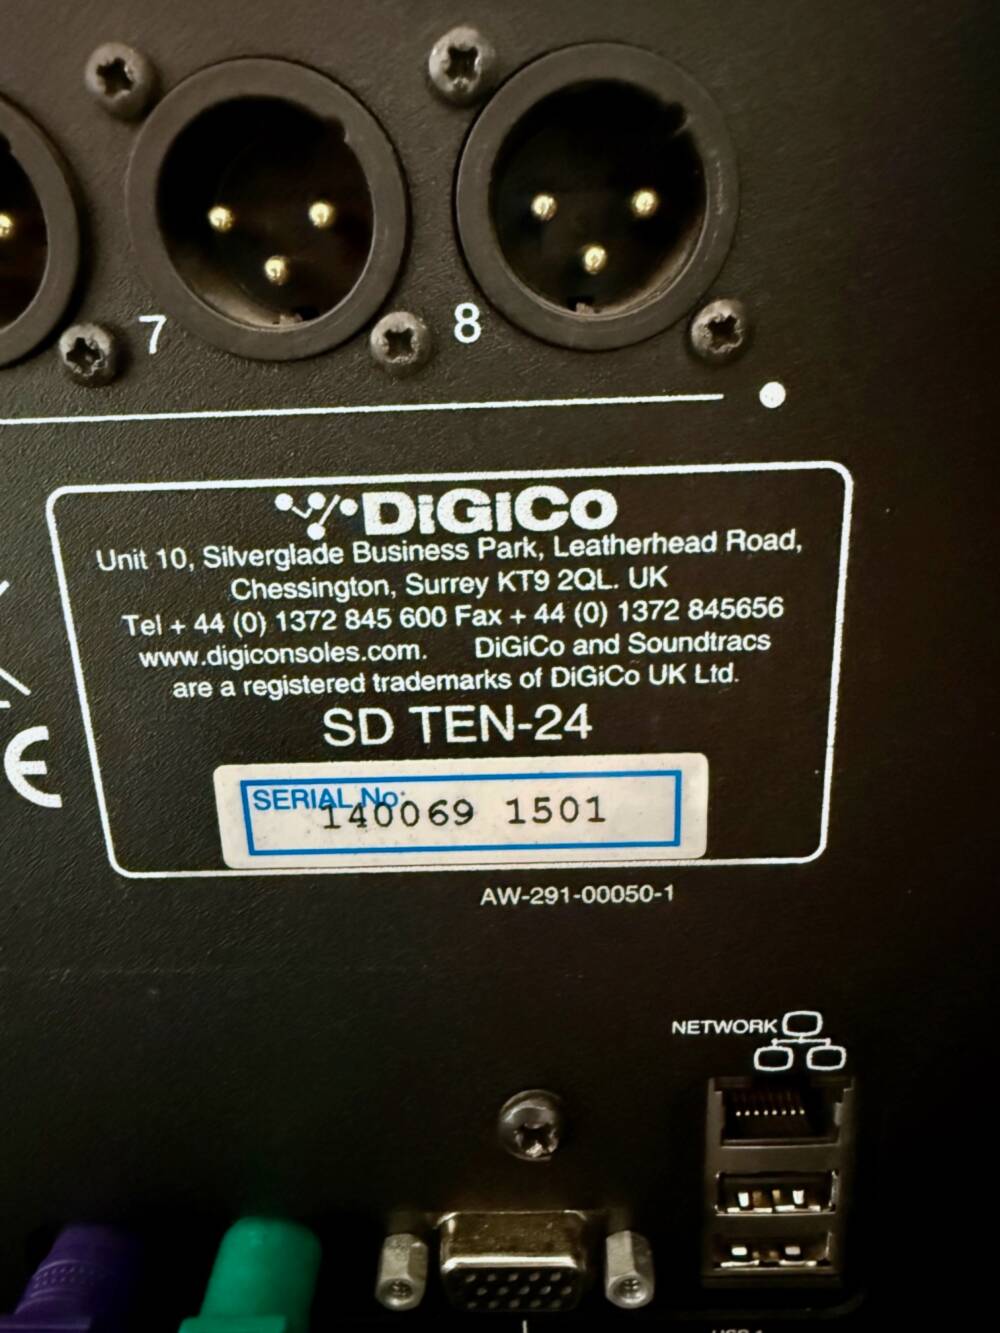 7
8
DiGiCo
Unit 10, Silverglade Business Park, Leatherhead Road,
Chessington, Surrey KT9 2QL. UK
Tel + 44 (0) 1372 845 600 Fax + 44 (0) 1372 845656
www.digiconsoles.com. DiGiCo and Soundtracs
are a registered trademarks of DiGiCo UK Ltd.
SD TEN-24
SERIAL No:
140069 1501
CE
AW-291-00050-1
NETWORK